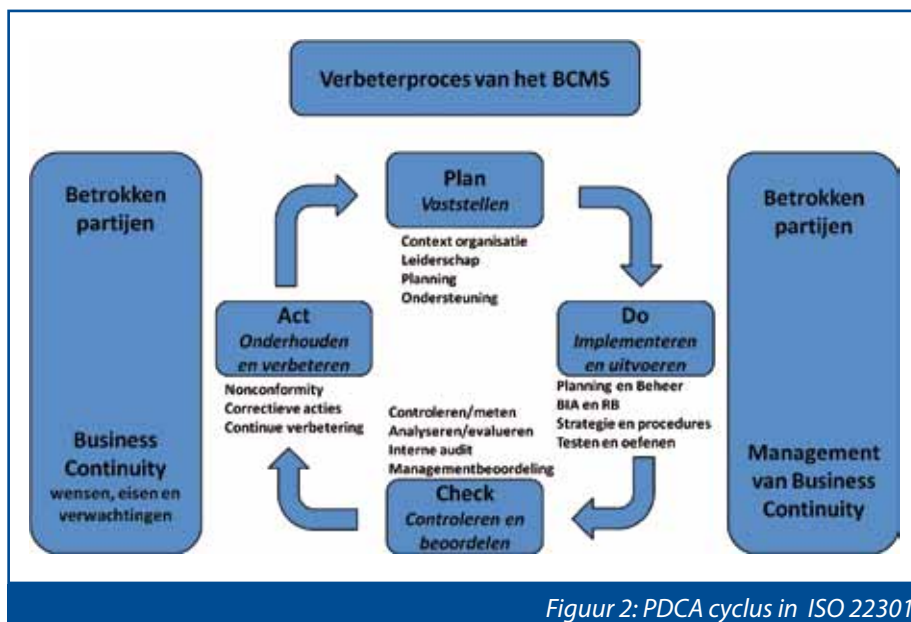 Verbeterproces van het BCMS
Betrokken
partijen
Business
Continuity
wensen, eisen en
verwachtingen
Plan
Vaststellen
Context organisatie
Leiderschap
Planning
Ondersteuning
Act
Onderhouden
en verbeteren
Nonconformity
Correctieve acties
Continue verbetering
Do
Implementeren
en uitvoeren
Planning en Beheer
BIA en RB
Strategie en procedures
Testen en oefenen
Controleren/meten
Analyseren/evalueren
Interne audit
Managementbeoordeling
Check
Controleren en
beoordelen
Betrokken
partijen
Management
van Business
Continuity
Figuur 2: PDCA cyclus in ISO 22301